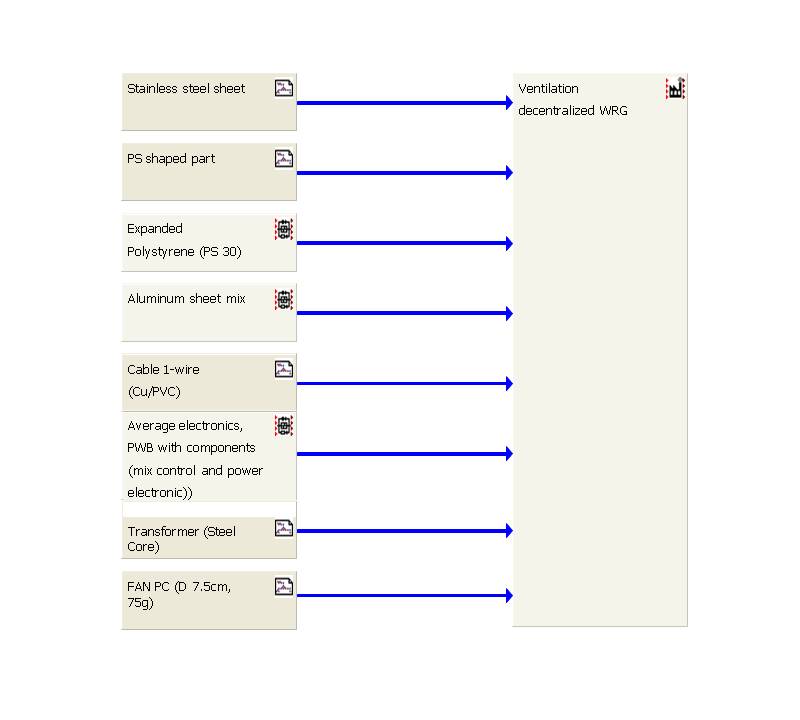 Stainless steel sheet
Ventilation
decentralized WRG
PS shaped part
Expanded
Polystyrene (PS 30)
Aluminum sheet mix
Cable 1-wire
(Cu/PVC)
Average electronics,
PWB with components
(mix control and power
electronic))
Transformer (Steel
Core)
FAN PC (D 7.5cm,
75g)